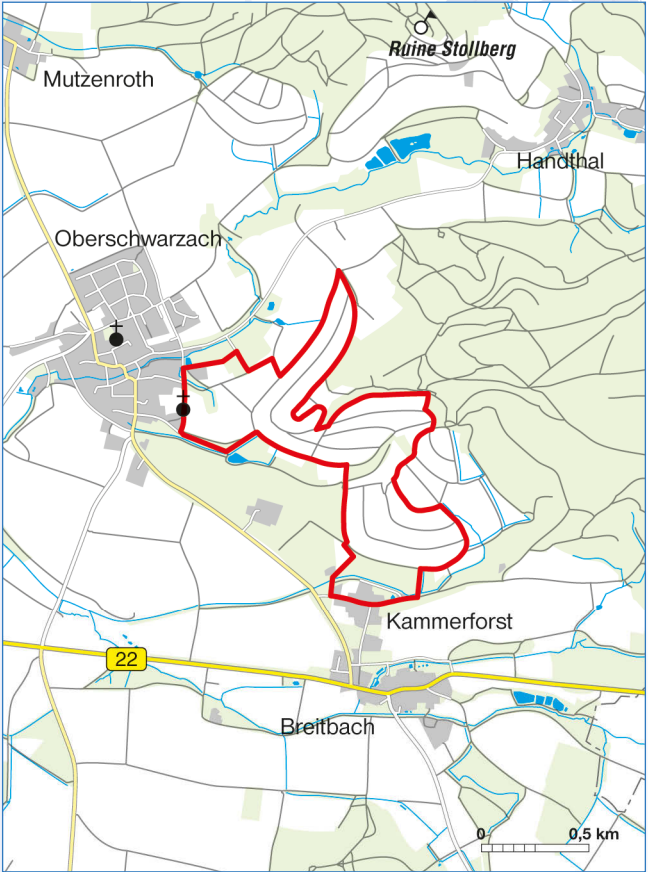 Ruine Stollberg
Mutzenroth
Handthal
Oberschwarzach
Kammerforst
22
Breitbach
0 0,5 km